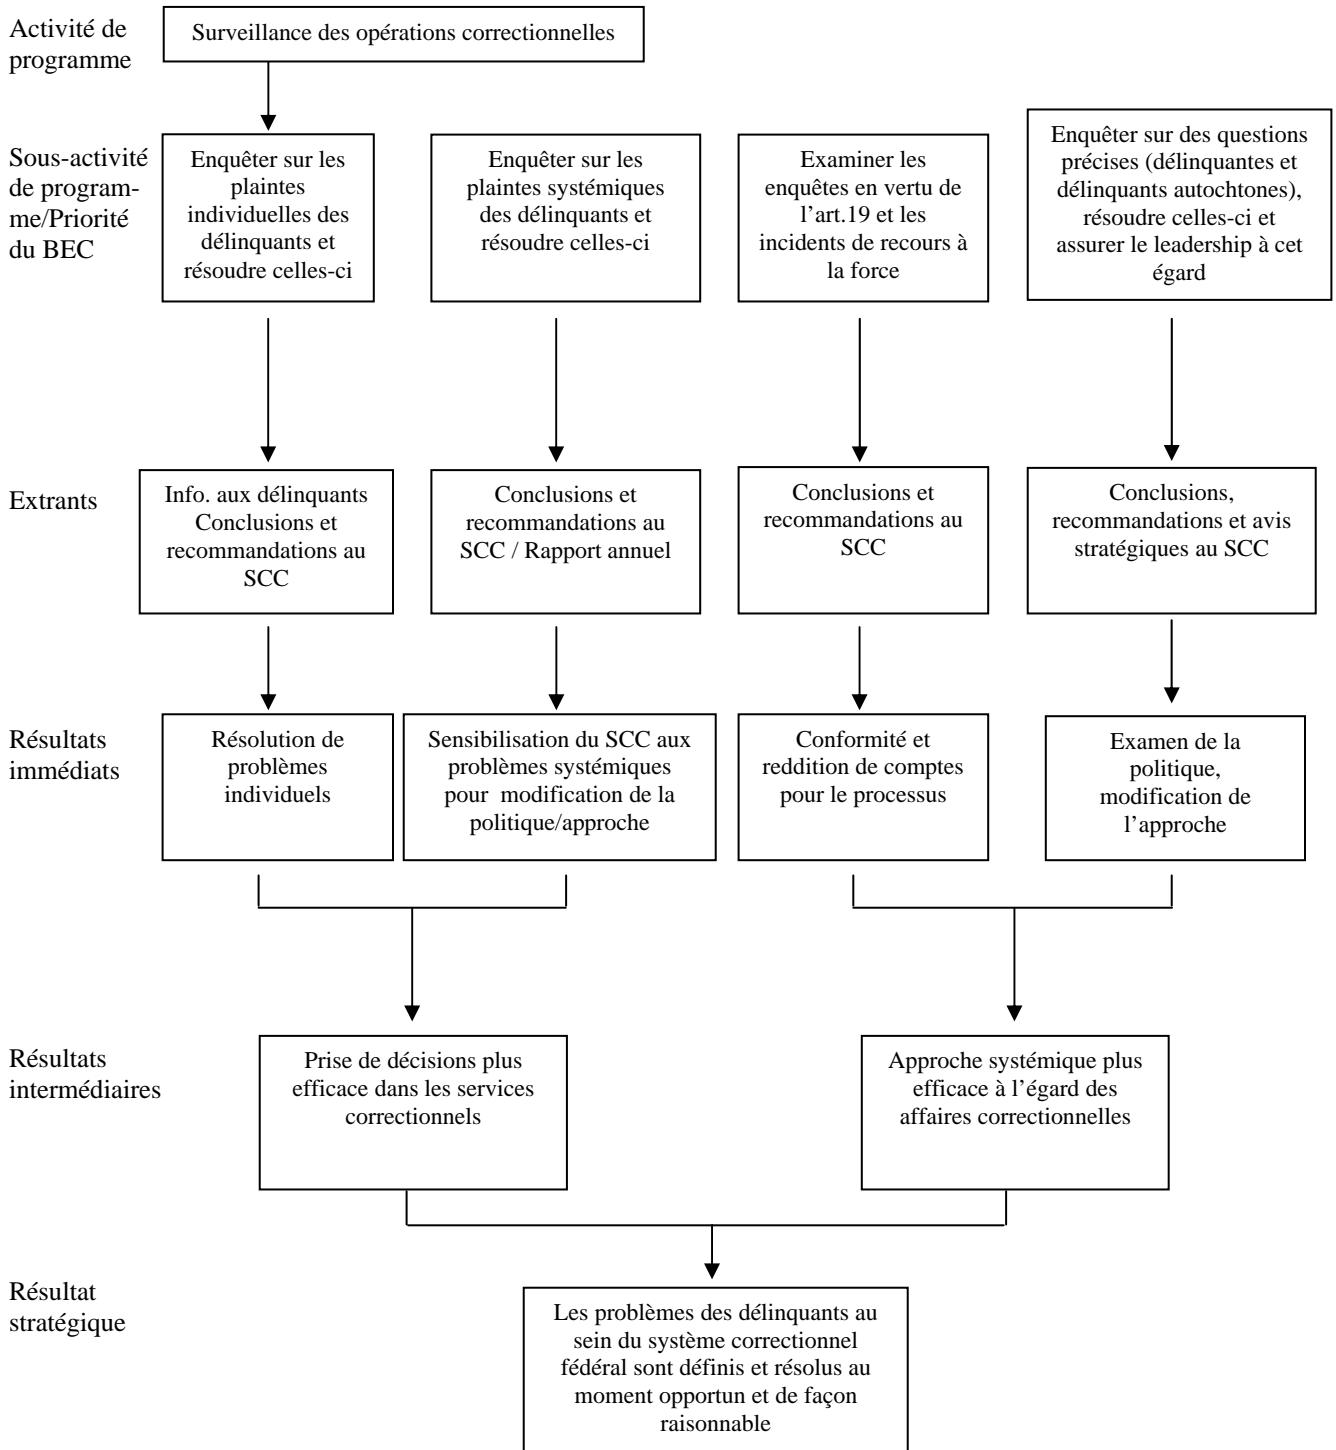 Activité de
programme
Surveillance des opérations correctionnelles
Sous-activité
de program-
me/Priorité
du BEC
Enquêter sur les
plaintes
individuelles des
délinquants et
résoudre celles-ci
Enquêter sur les
plaintes systémiques
des délinquants et
résoudre celles-ci
Examiner les
enquêtes en vertu de
l’art.19 et les
incidents de recours à
la force
Enquêter sur des questions
précises (délinquantes et
délinquants autochtones),
résoudre celles-ci et
assurer le leadership à cet
égard
Extrants
Info. aux délinquants
Conclusions et
recommandations au
SCC
Conclusions et
recommandations au
SCC / Rapport annuel
Conclusions et
recommandations au
SCC
Conclusions,
recommandations et avis
stratégiques au SCC
Résultats
immédiats
Résolution de
problèmes
individuels
Sensibilisation du SCC aux
problèmes systémiques
pour modification de la
politique/approche
Conformité et
reddition de comptes
pour le processus
Examen de la
politique,
modification de
l’approche
Résultats
intermédiaires
Prise de décisions plus
efficace dans les services
correctionnels
Approche systémique plus
efficace à l’égard des
affaires correctionnelles
Résultat
stratégique
Les problèmes des délinquants au
sein du système correctionnel
fédéral sont définis et résolus au
moment opportun et de façon
raisonnable